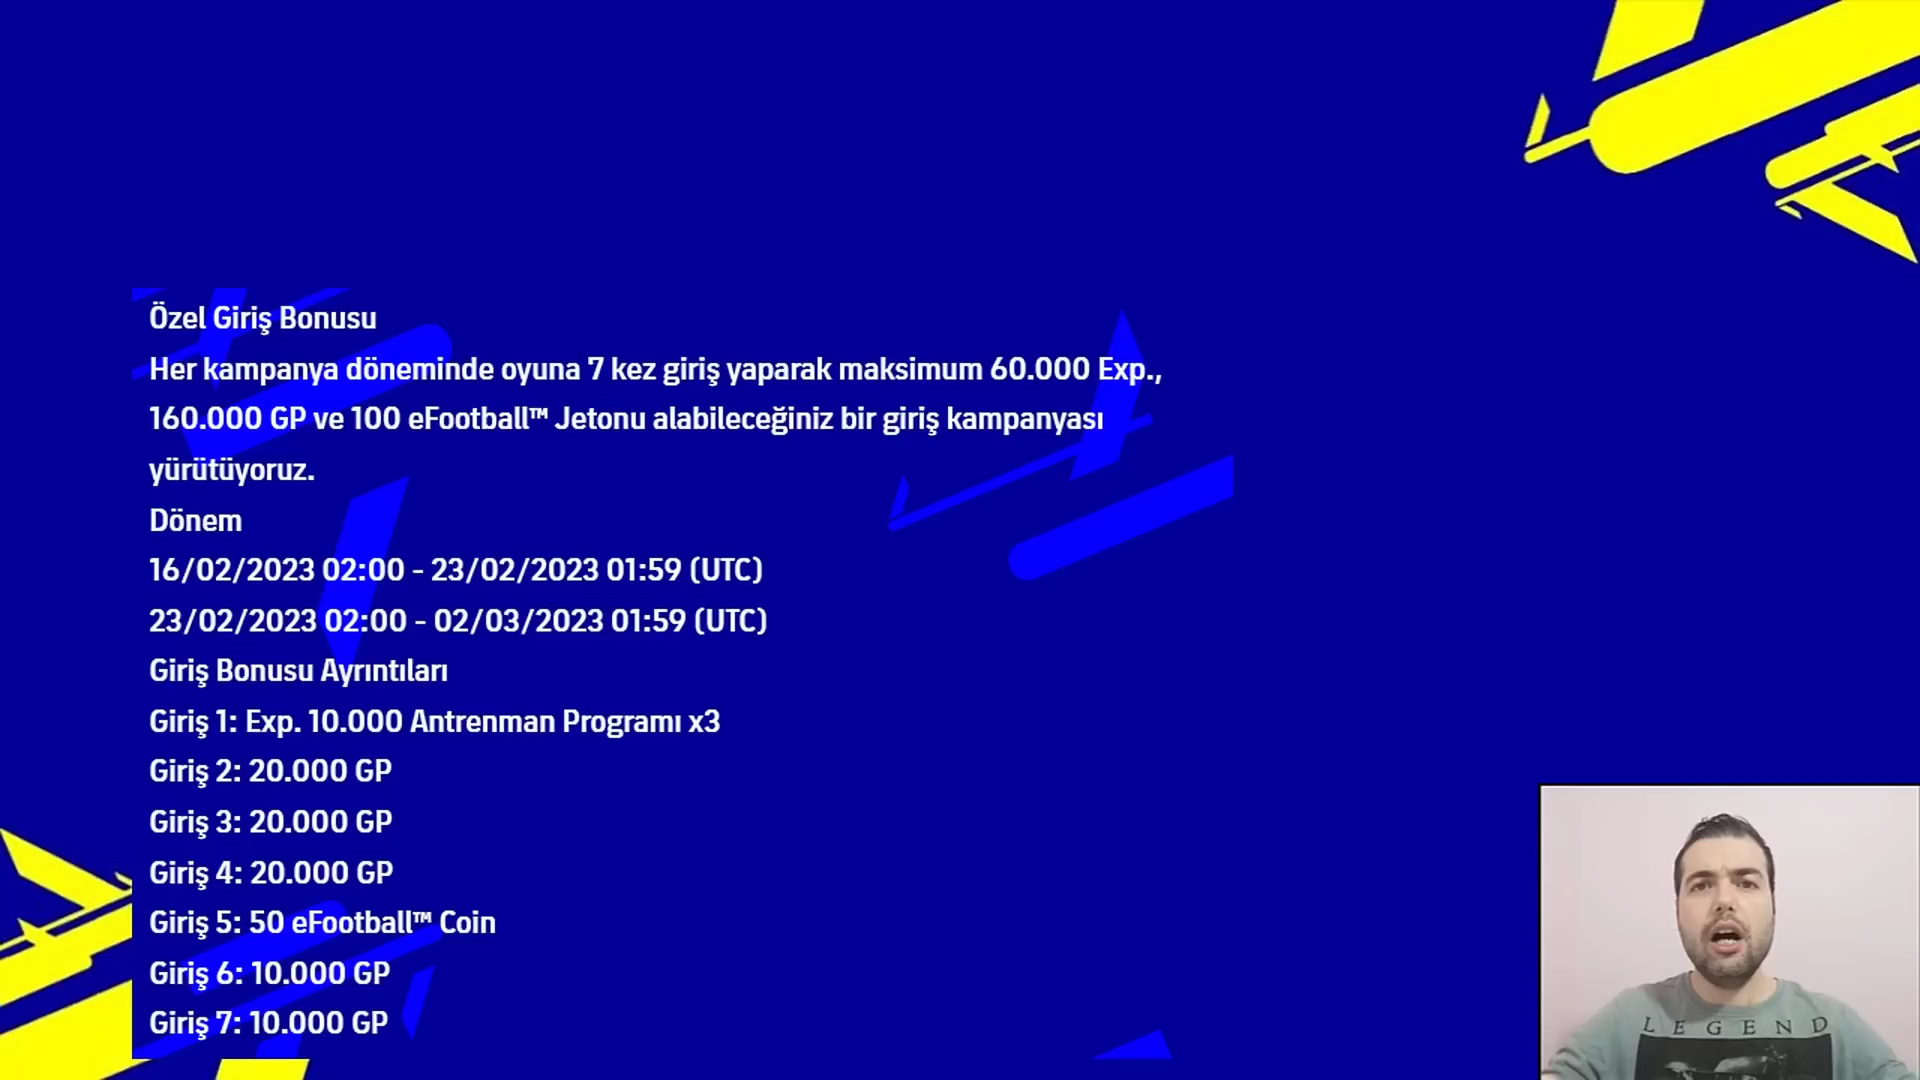 Özel Giriş Bonusu
Her kampanya döneminde oyuna 7 kez giriş yaparak maksimum 60.000 Exp.,
160.000 GP ve 100 eFootball™ Jetonu alabileceğiniz bir giriş kampanyası
yürütüyoruz.
Dönem
16/02/2023 02:00 - 23/02/2023 01:59 (UTC)
23/02/2023 02:00 - 02/03/2023 01:59 (UTC)
Giriş Bonusu Ayrıntıları
Giriş 1: Exp. 10.000 Antrenman Programı x3
Giriş 2: 20.000 GP
Giriş 3: 20.000 GP
Giriş 4: 20.000 GP
Giriş 5: 50 eFootball™ Coin
Giriş 6: 10.000 GP
Giriş 7: 10.000 GP
LEGEND